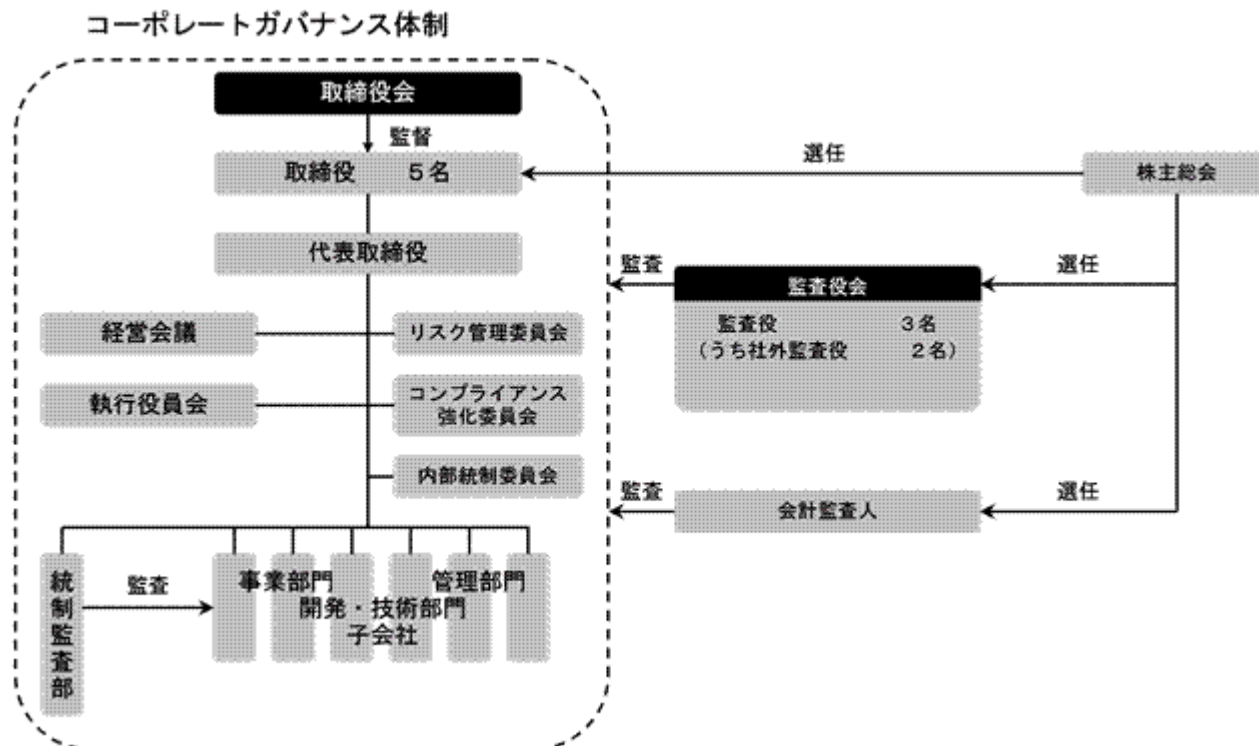 コーポレートガバナンス体制
取締役会
監督
取締役 5名
選任
株主総会
代表取締役
監査
監査役会
選任
監査役 3名
(うち社外監査役 2名)
経営会議
リスク管理委員会
執行役員会
コンプライアンス
強化委員会
内部統制委員会
監査
会計監査人
選任
統制監査部
監査
事業部門
管理部門
開発・技術部門
子会社